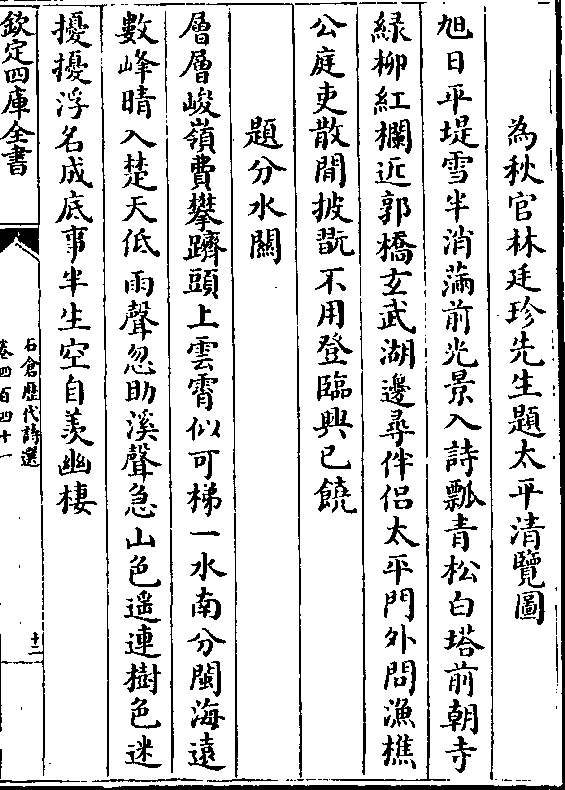 為秋官林廷珍先生題太平清覽圖
旭日平堤雪半消滿前光景入詩瓢青松白塔前朝寺
緑柳紅欄近郭橋玄武湖邊尋伴侣太平門外問漁樵
公庭吏散閒披翫不用登臨興已饒
題分水關
層層峻嶺費攀躋頭上雲霄似可梯一水南分閩海遠
數峰晴入楚天低雨聲忽助溪聲急山色遥連樹色迷
擾擾浮名成底事半生空自羡幽棲
欽定四庫全書
石倉歴代詩選
卷四百四十一
十二